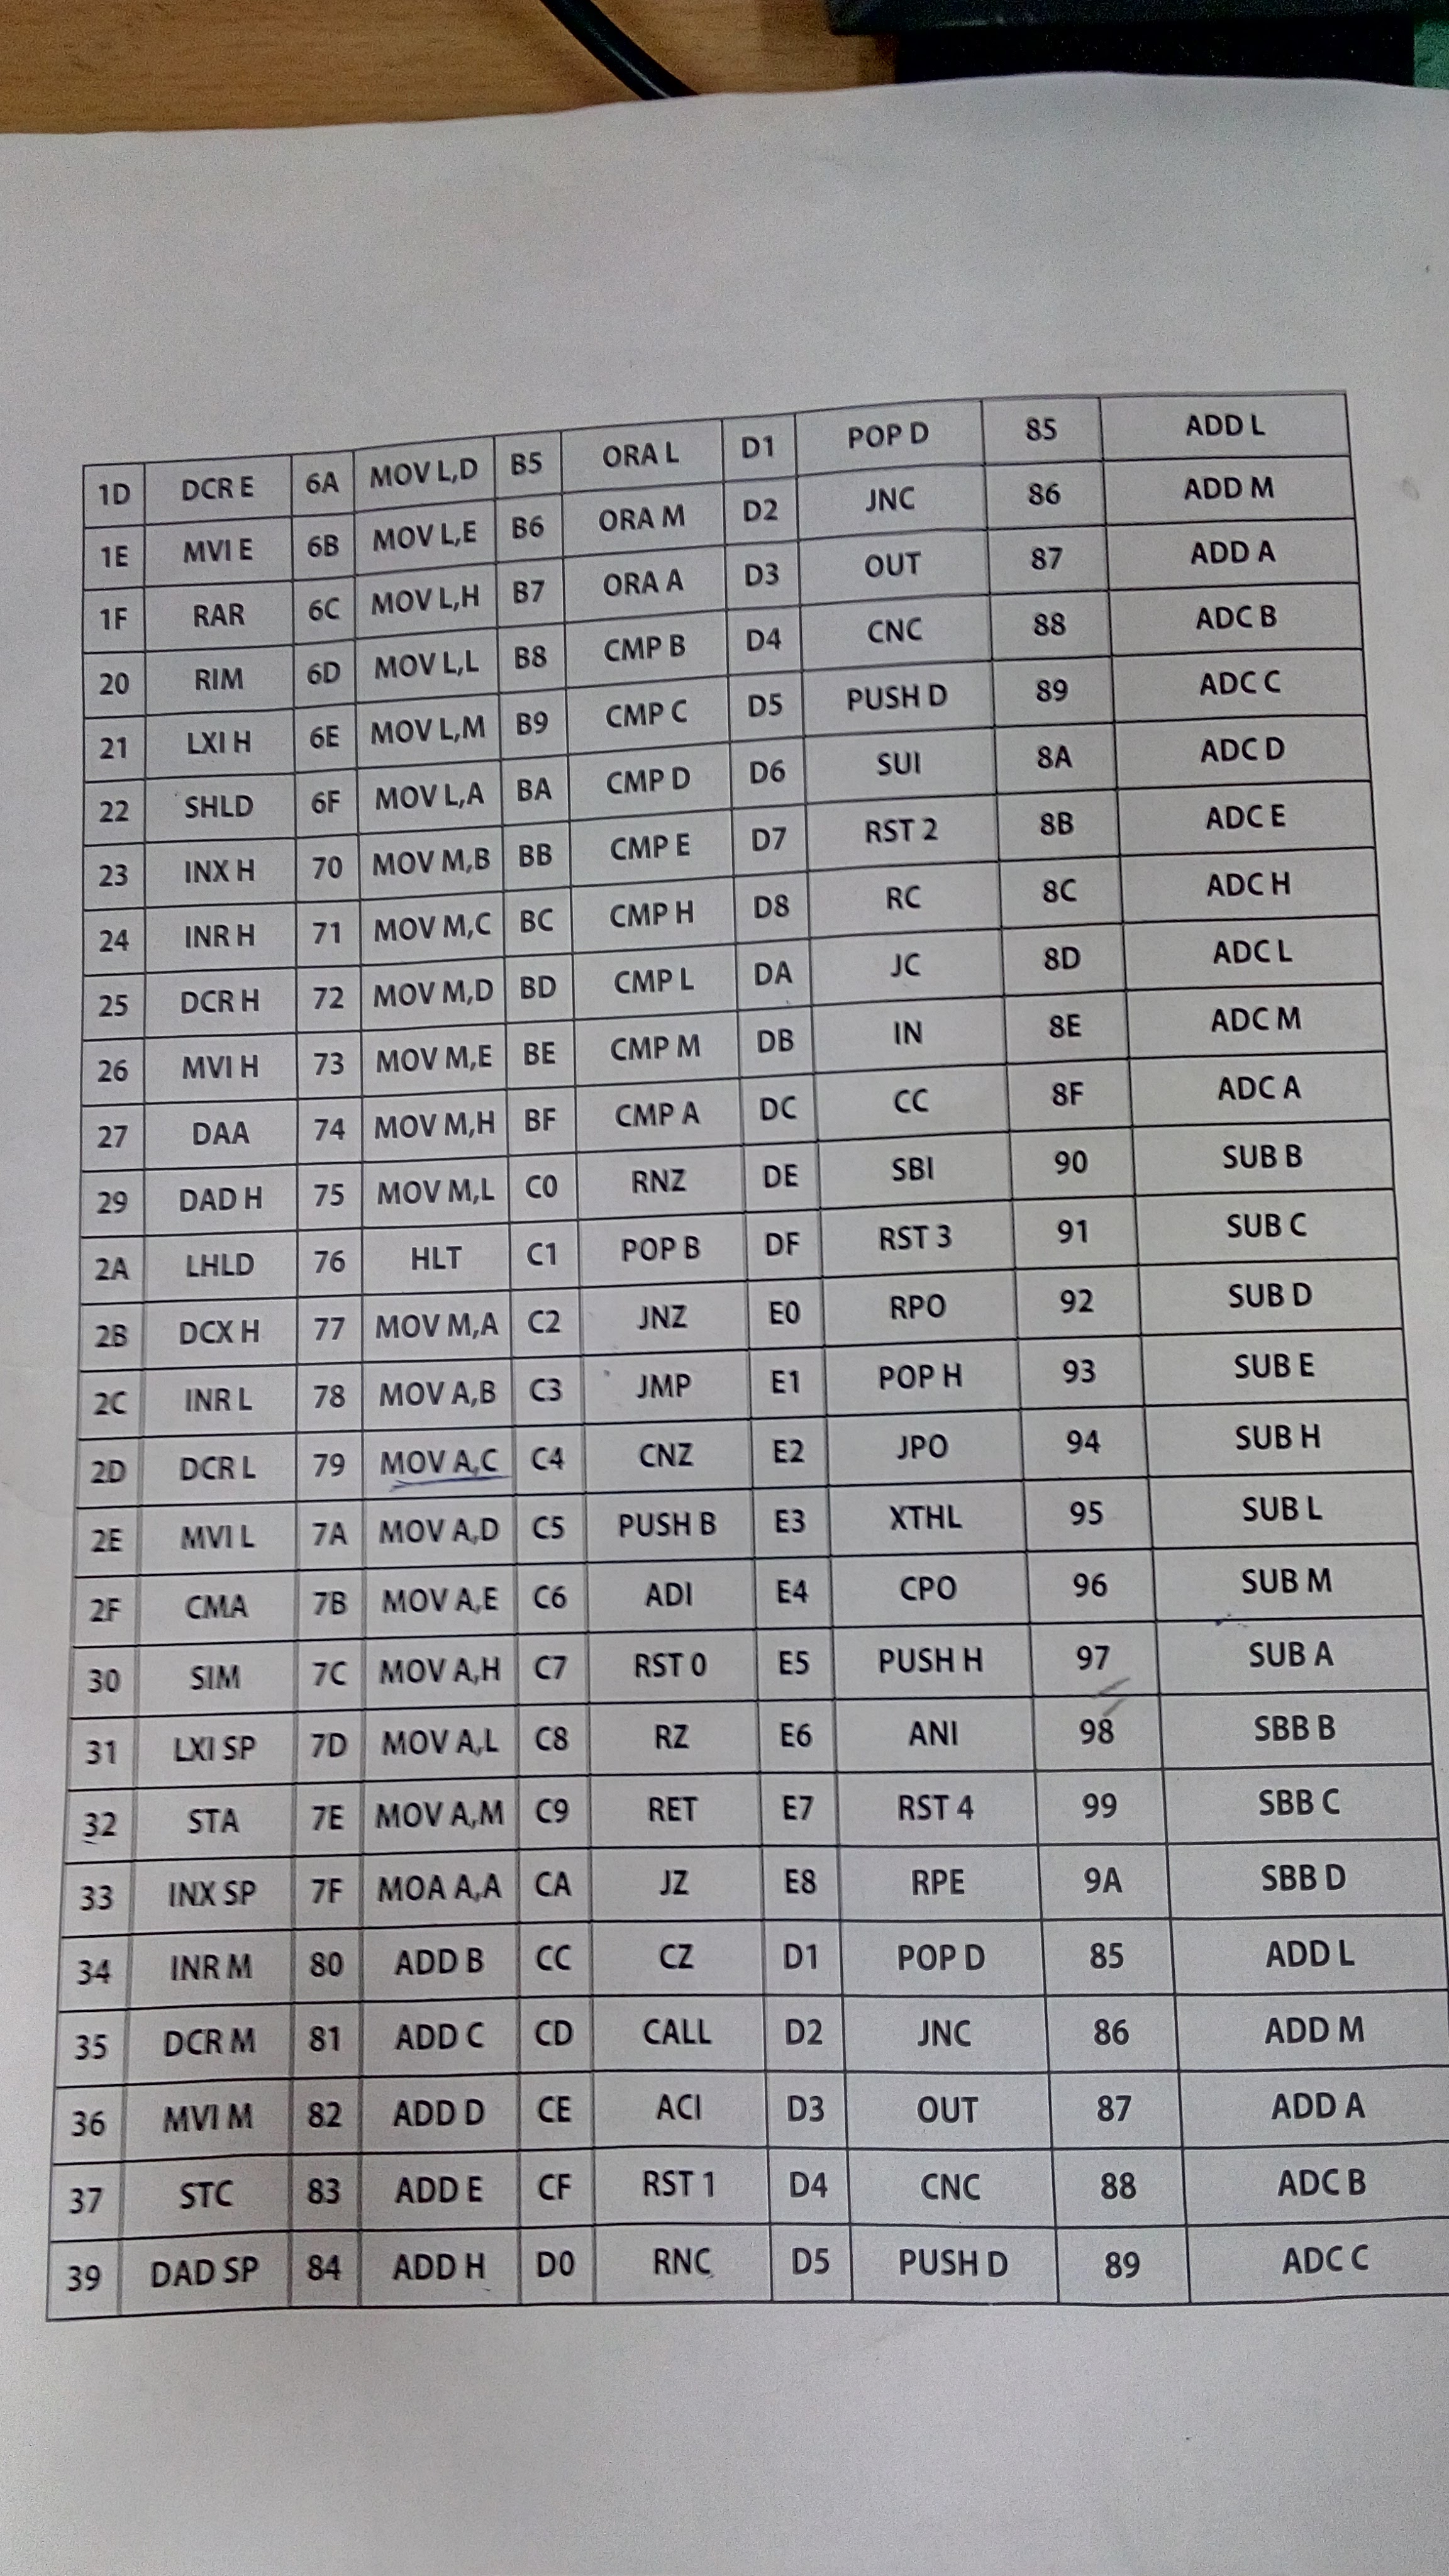 1D DCR E 6A MOV L,D B5 ORA L D1 POP D 85 ADD L
1E MVI E 6B MOV L,E B6 ORA M D2 JNC 86 ADD M
1F RAR 6C MOV L,H B7 ORA A D3 OUT 87 ADD A
20 RIM 6D MOV L,L B8 CMP B D4 CNC 88 ADC B
21 LXI H 6E MOV L,M B9 CMP C D5 PUSH D 89 ADC C
22 SHLD 6F MOV L,A BA CMP D D6 SUI 8A ADC D
23 INX H 70 MOV M,B BB CMP E D7 RST 2 8B ADC E
24 INR H 71 MOV M,C BC CMP H D8 RC 8C ADC H
25 DCR H 72 MOV M,D BD CMP L DA JC 8D ADC L
26 MVI H 73 MOV M,E BE CMP M DB IN 8E ADC M
27 DAA 74 MOV M,H BF CMP A DC CC 8F ADC A
29 DAD H 75 MOV M,L C0 RNZ DE SBI 90 SUB B
2A LHLD 76 HLT C1 POP B DF RST 3 91 SUB C
2B DCX H 77 MOV M,A C2 JNZ E0 RPO 92 SUB D
2C INR L 78 MOV A,B C3 JMP E1 POP H 93 SUB E
2D DCR L 79 MOV A,C C4 CNZ E2 JPO 94 SUB H
2E MVI L 7A MOV A,D C5 PUSH B E3 XTHL 95 SUB L
2F CMA 7B MOV A,E C6 ADI E4 CPO 96 SUB M
30 SIM 7C MOV A,H C7 RST 0 E5 PUSH H 97 SUB A
31 LXI SP 7D MOV A,L C8 RZ E6 ANI 98 SBB B
32 STA 7E MOV A,M C9 RET E7 RST 4 99 SBB C
33 INX SP 7F MOA A,A CA JZ E8 RPE 9A SBB D
34 INR M 80 ADD B CC CZ D1 POP D 85 ADD L
35 DCR M 81 ADD C CD CALL D2 JNC 86 ADD M
36 MVI M 82 ADD D CE ACI D3 OUT 87 ADD A
37 STC 83 ADD E CF RST 1 D4 CNC 88 ADC B
39 DAD SP 84 ADD H D0 RNC D5 PUSH D 89 ADC C